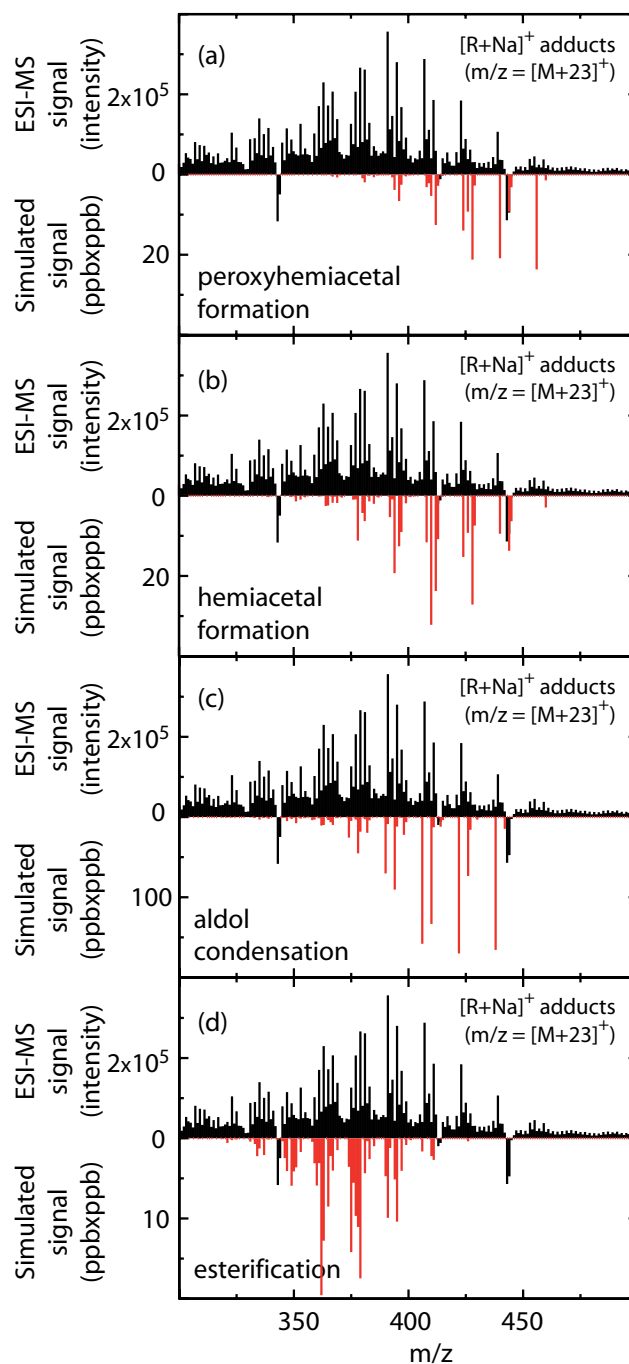 (a)
[R+Na]+ adducts
(m/z = [M+23]+)
ESI-MS
signal
(intensity)
2x10^5
0
Simulated
signal
(ppbxppb)
20
peroxyhemiacetal
formation
(b)
[R+Na]+ adducts
(m/z = [M+23]+)
ESI-MS
signal
(intensity)
2x10^5
0
Simulated
signal
(ppbxppb)
20
hemiacetal
formation
(c)
[R+Na]+ adducts
(m/z = [M+23]+)
ESI-MS
signal
(intensity)
2x10^5
0
Simulated
signal
(ppbxppb)
100
aldol
condensation
(d)
[R+Na]+ adducts
(m/z = [M+23]+)
ESI-MS
signal
(intensity)
2x10^5
0
Simulated
signal
(ppbxppb)
10
esterification
350 400 450
m/z